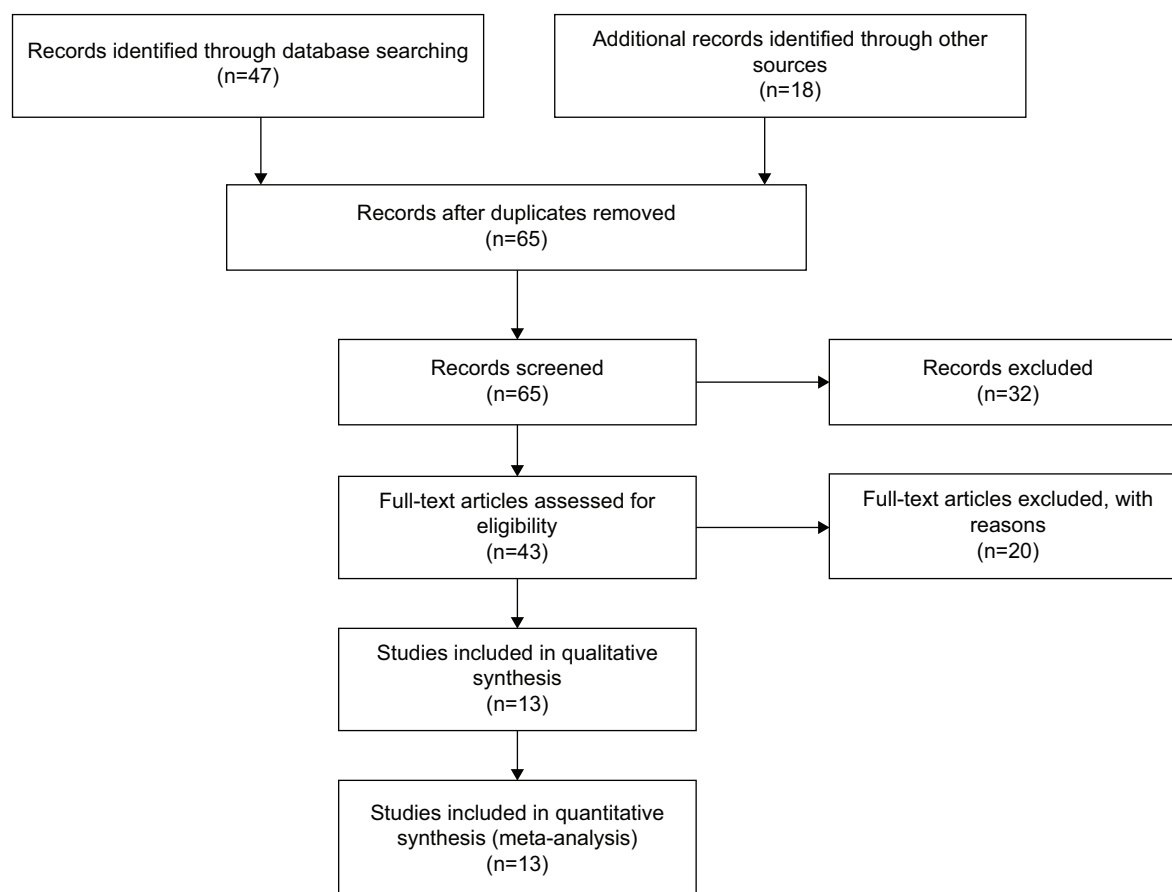 Records identified through database searching
(n=47)
Additional records identified through other
sources
(n=18)
Records after duplicates removed
(n=65)
Records screened
(n=65)
Records excluded
(n=32)
Full-text articles assessed for
eligibility
(n=43)
Full-text articles excluded, with
reasons
(n=20)
Studies included in qualitative
synthesis
(n=13)
Studies included in quantitative
synthesis (meta-analysis)
(n=13)